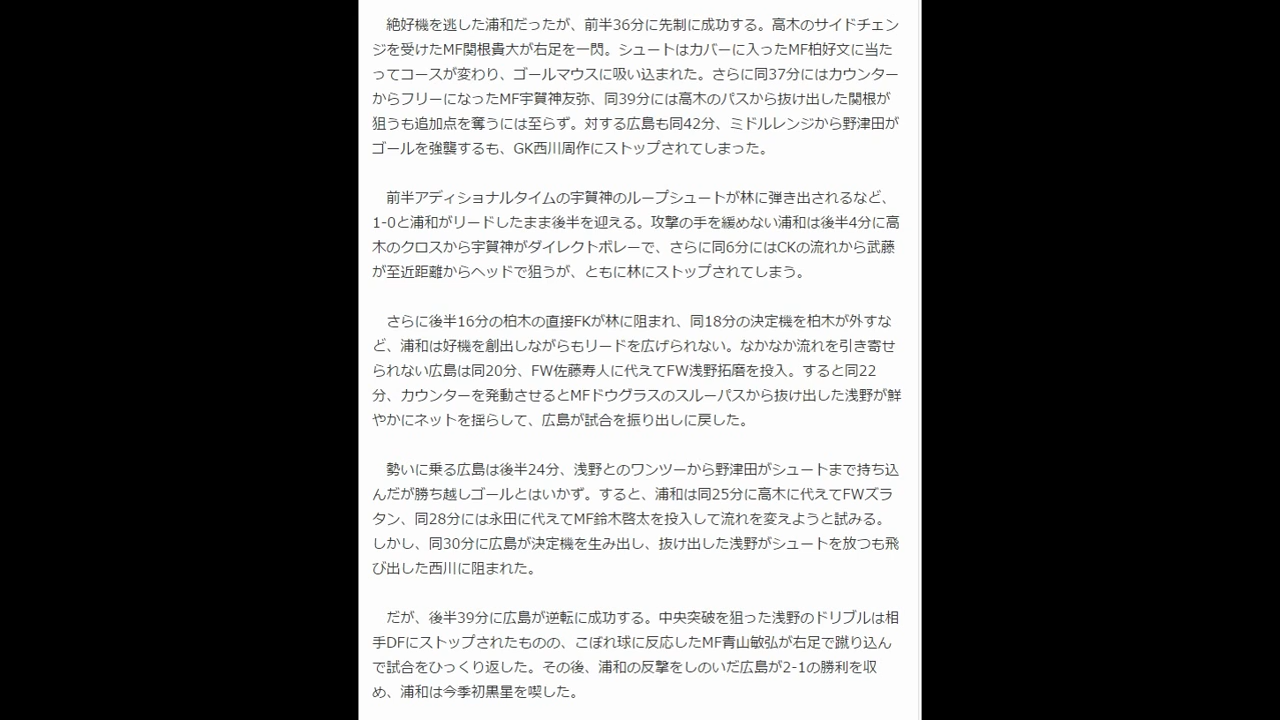 絶好機を逃した浦和だったが、前半36分に先制に成功する。高木のサイドチェン
ジを受けたMF関根貴大が右足を一閃。シュートはカバーに入ったMF柏好文に当た
ってコースが変わり、ゴールマウスに吸い込まれた。さらに同37分にはカウンター
からフリーになったMF宇賀神友弥、同39分には高木のパスから抜け出した関根が
狙うも追加点を奪うには至らず。対する広島も同42分、ミドルレンジから野津田が
ゴールを強襲するも、GK西川周作にストップされてしまった。
　前半アディショナルタイムの宇賀神のループシュートが林に弾き出されるなど、
1-0と浦和がリードしたまま後半を迎える。攻撃の手を緩めない浦和は後半4分に高
木のクロスから宇賀神がダイレクトボレーで、さらに同6分にはCKの流れから武藤
が至近距離からヘッドで狙うが、ともに林にストップされてしまう。
　さらに後半16分の柏木の直接FKが林に阻まれ、同18分の決定機を柏木が外すな
ど、浦和は好機を創出しながらもリードを広げられない。なかなか流れを引き寄せ
られない広島は同20分、FW佐藤寿人に代えてFW浅野拓磨を投入。すると同22
分、カウンターを発動させるとMFドウグラスのスルーパスから抜け出した浅野が鮮
やかにネットを揺らして、広島が試合を振り出しに戻した。
　勢いに乗る広島は後半24分、浅野とのワンツーから野津田がシュートまで持ち込
んだが勝ち越しゴールとはいかず。すると、浦和は同25分に高木に代えてFWズラ
タン、同28分には永田に代えてMF鈴木啓太を投入して流れを変えようと試みる。
しかし、同30分に広島が決定機を生み出し、抜け出した浅野がシュートを放つも飛
び出した西川に阻まれた。
　だが、後半39分に広島が逆転に成功する。中央突破を狙った浅野のドリブルは相
手DFにストップされたものの、こぼれ球に反応したMF青山敏弘が右足で蹴り込ん
で試合をひっくり返した。その後、浦和の反撃をしのいだ広島が2-1の勝利を収
め、浦和は今季初黒星を喫した。